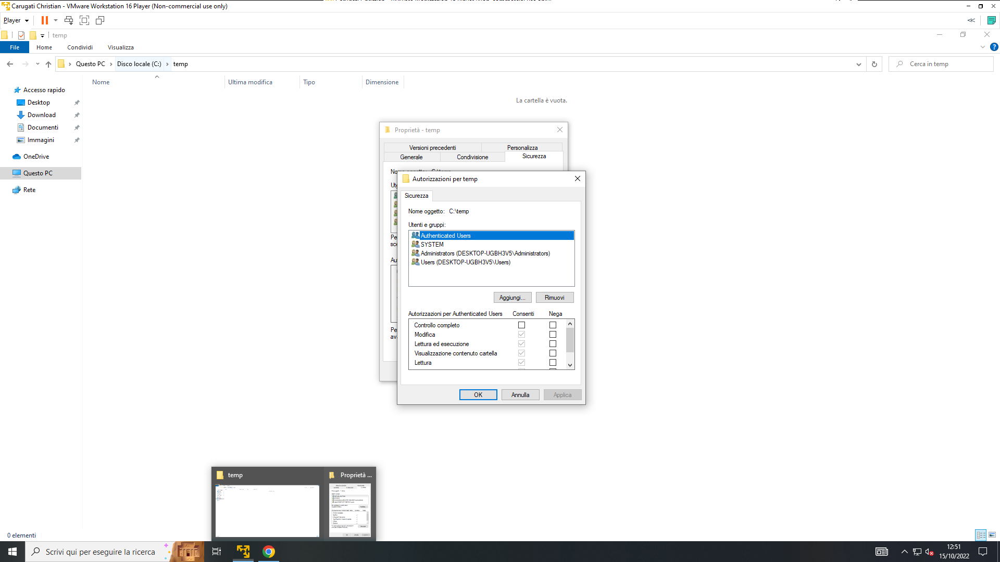 Carugati Christian - VMware Workstation 16 Player (Non-commercial use only)
Player
temp
File Home Condividi Visualizza
Questo PC Disco locale (C:) temp
Cerca in temp
Nome Ultima modifica Tipo Dimensione
La cartella è vuota.
Accesso rapido
Desktop
Download
Documenti
Immagini
OneDrive
Questo PC
Rete
Proprietà - temp
Versioni precedenti Personalizza
Generale Condivisione Sicurezza
Autorizzazioni per temp
Sicurezza
Nome oggetto: C:\temp
Utenti e gruppi:
Authenticated Users
SYSTEM
Administrators (DESKTOP-UGBH3V5\Administrators)
Users (DESKTOP-UGBH3V5\Users)
Aggiungi... Rimuovi
Autorizzazioni per Authenticated Users Consenti Nega
Controllo completo
Modifica
Lettura ed esecuzione
Visualizzazione contenuto cartella
Lettura
OK Annulla Applica
temp Proprietà ...
0 elementi
Scrivi qui per eseguire la ricerca
12:51
15/10/2022